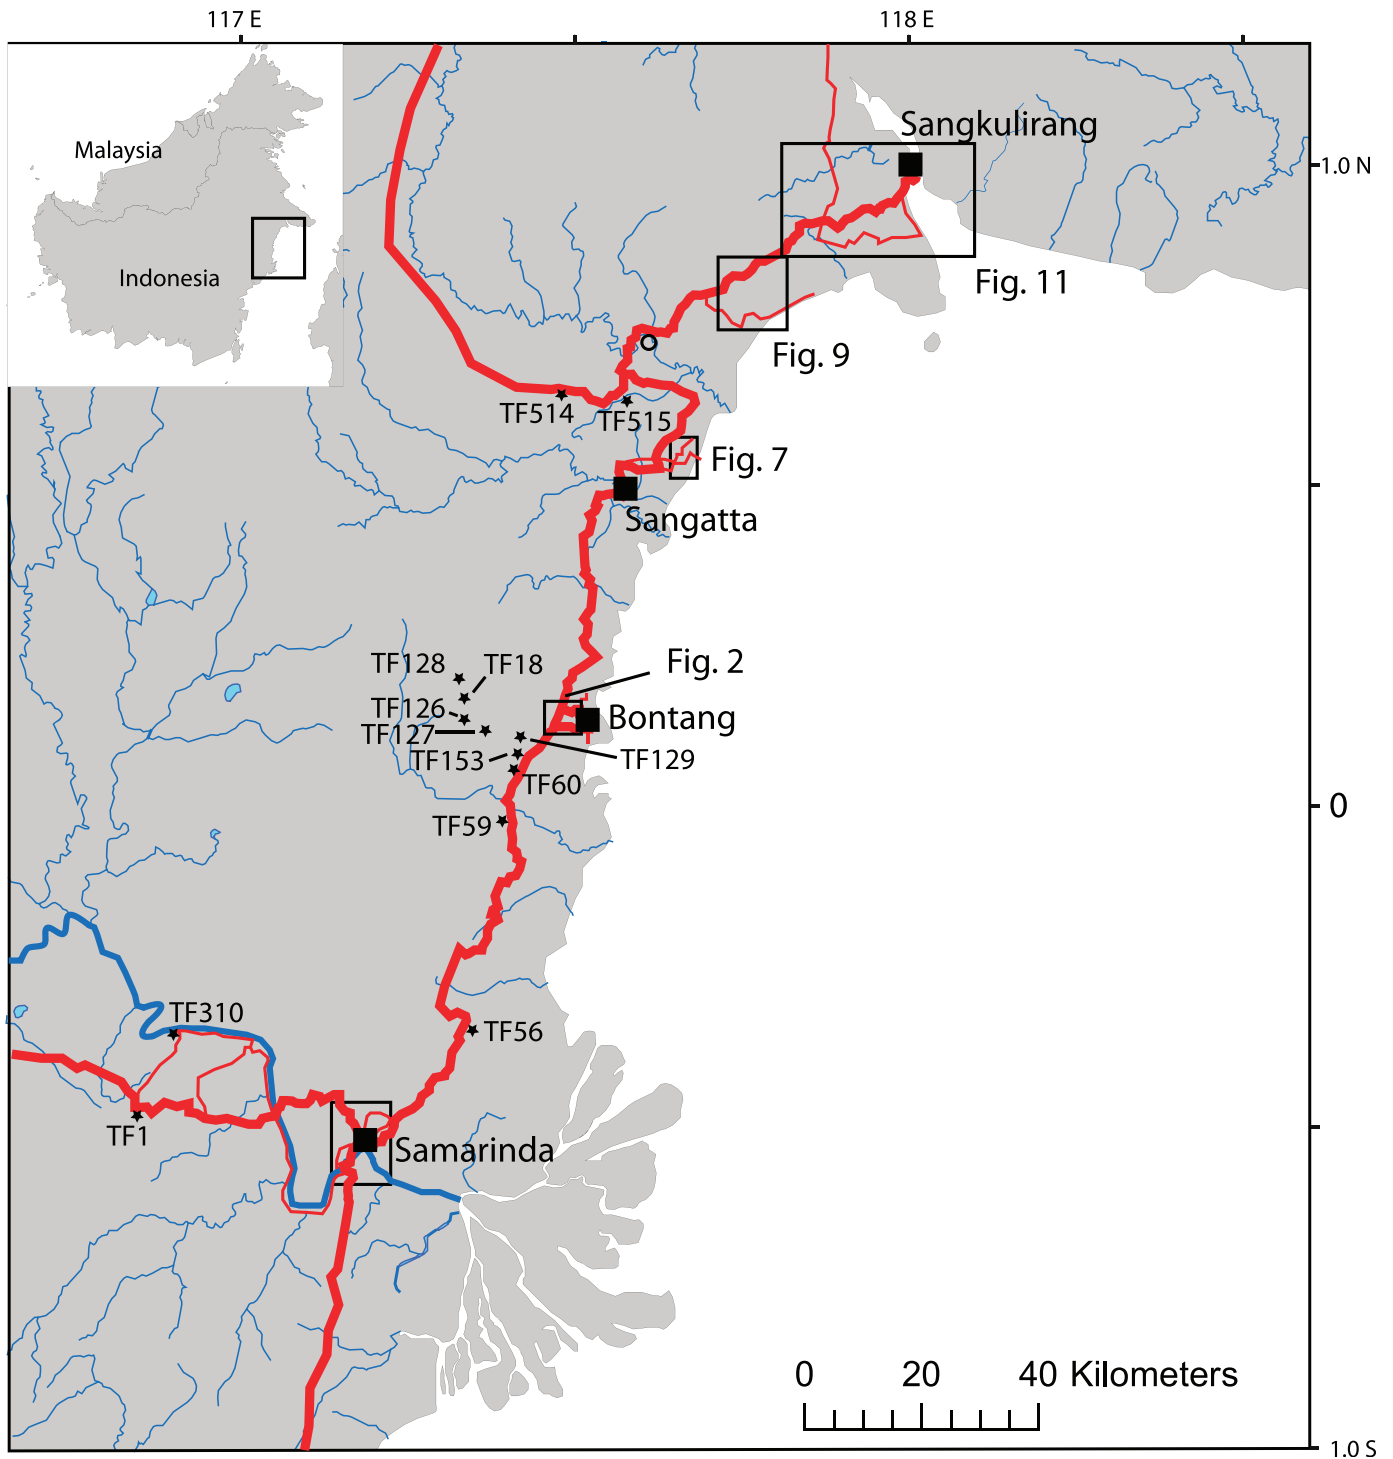 117 E
118 E
Malaysia
Indonesia
Sangkulirang
1.0 N
Fig. 11
Fig. 9
TF514
TF515
Fig. 7
Sangatta
TF128
TF18
Fig. 2
TF126
Bontang
TF127
TF153
TF129
TF60
0
TF59
TF310
TF56
TF1
Samarinda
0 20 40 Kilometers
1.0 S